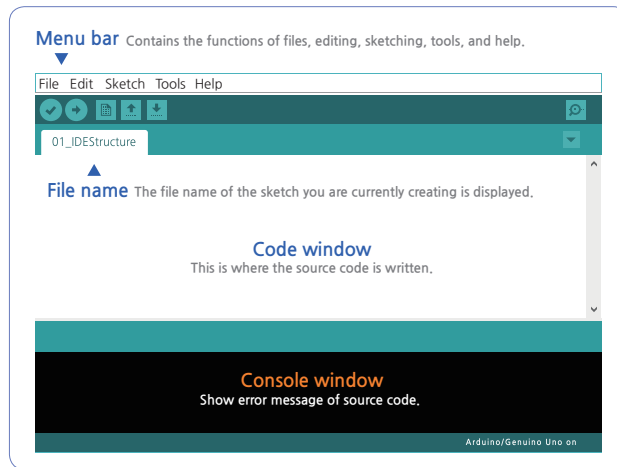 Menu bar Contains the functions of files, editing, sketching, tools, and help.
File Edit Sketch Tools Help
01_IDEStructure
File name The file name of the sketch you are currently creating is displayed.
Code window
This is where the source code is written.
Console window
Show error message of source code.
Arduino/Genuino Uno on